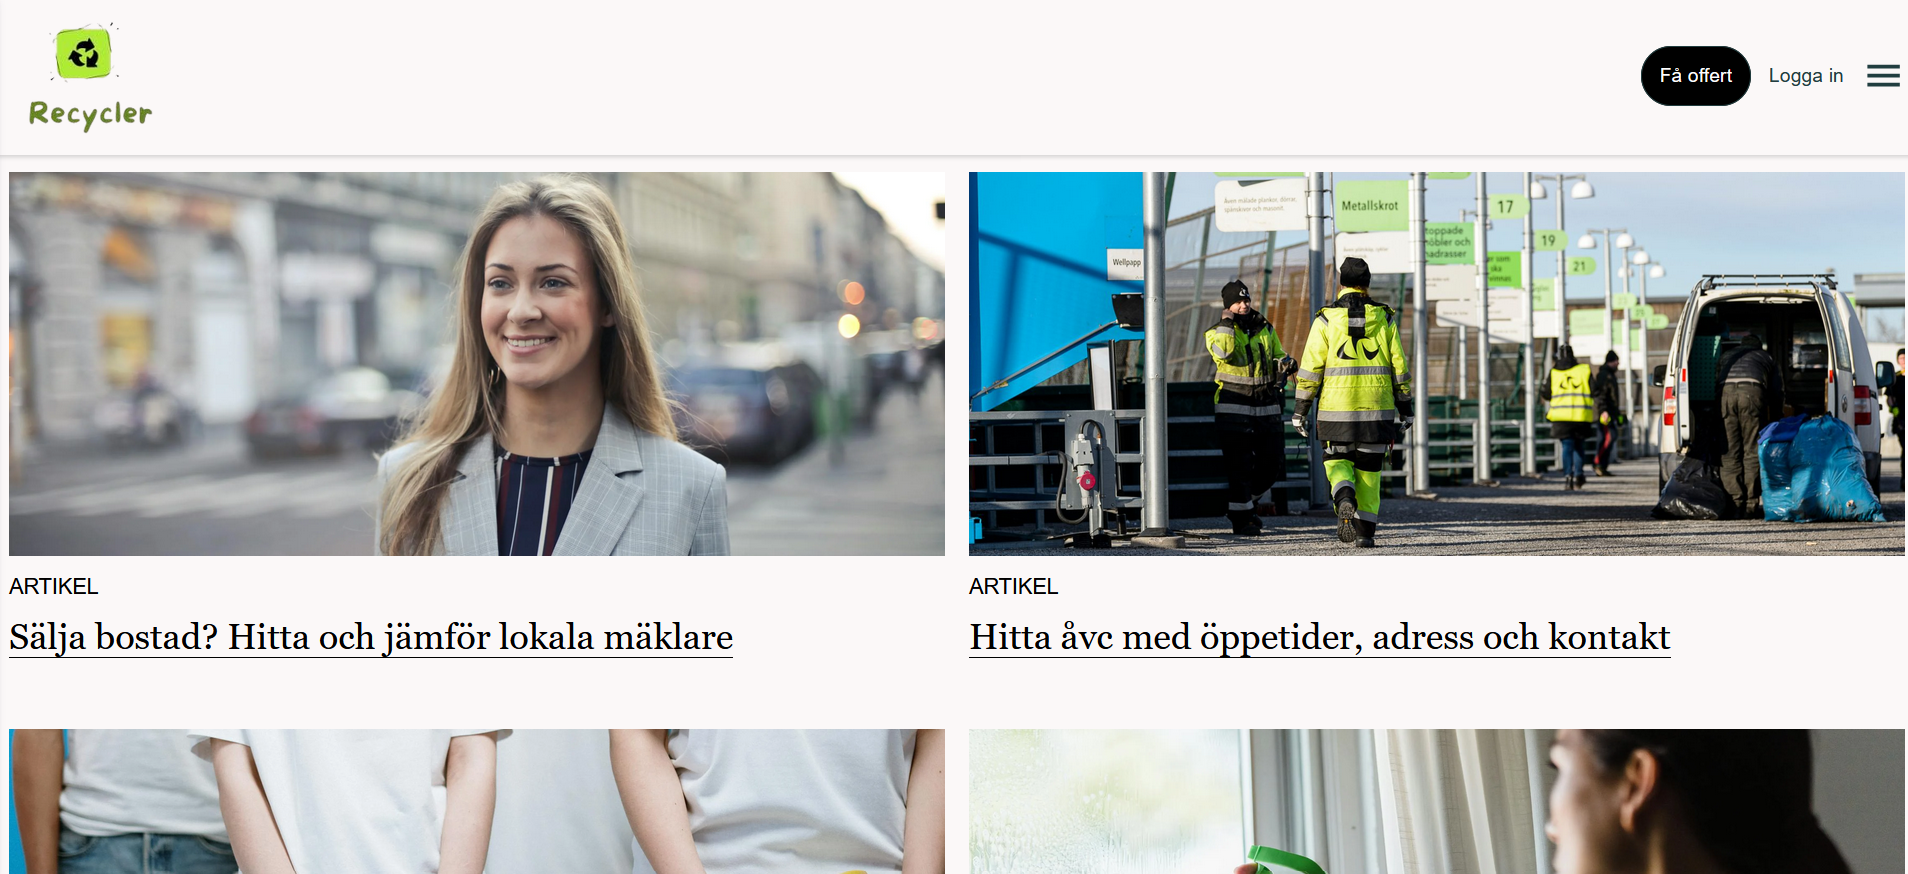 Recycler
Få offert
Logga in
Metallskrot
17
19
21
Wellpapp
ARTIKEL
Sälja bostad? Hitta och jämför lokala mäklare
ARTIKEL
Hitta åvc med öppetider, adress och kontakt